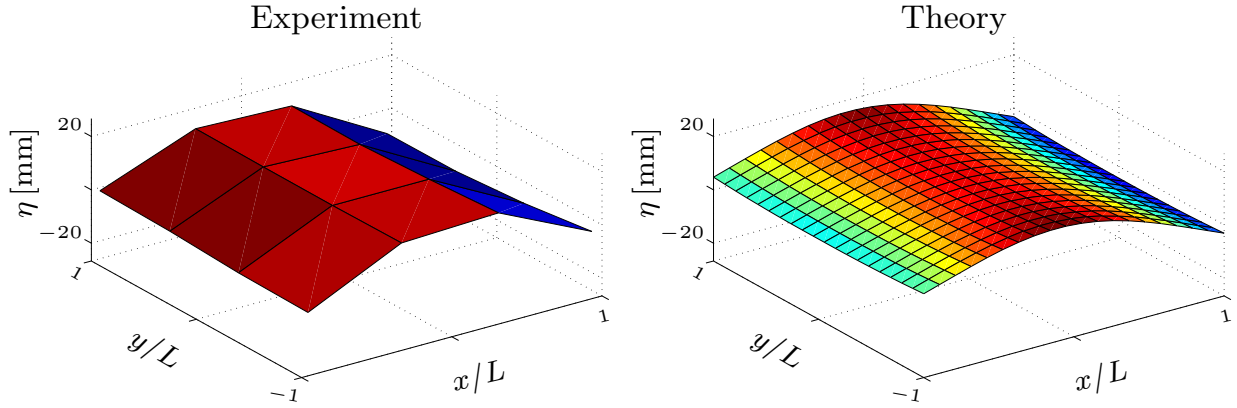 Experiment
20
η [mm]
−20
1
y/L
−1
x/L
1
Theory
20
η [mm]
−20
1
y/L
−1
x/L
1